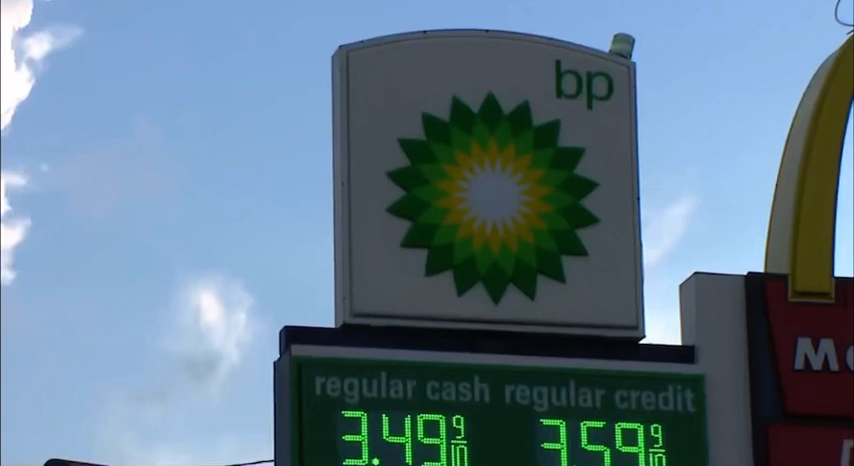 bp
regular cash regular credit
3.49 9/10 3.59 9/10